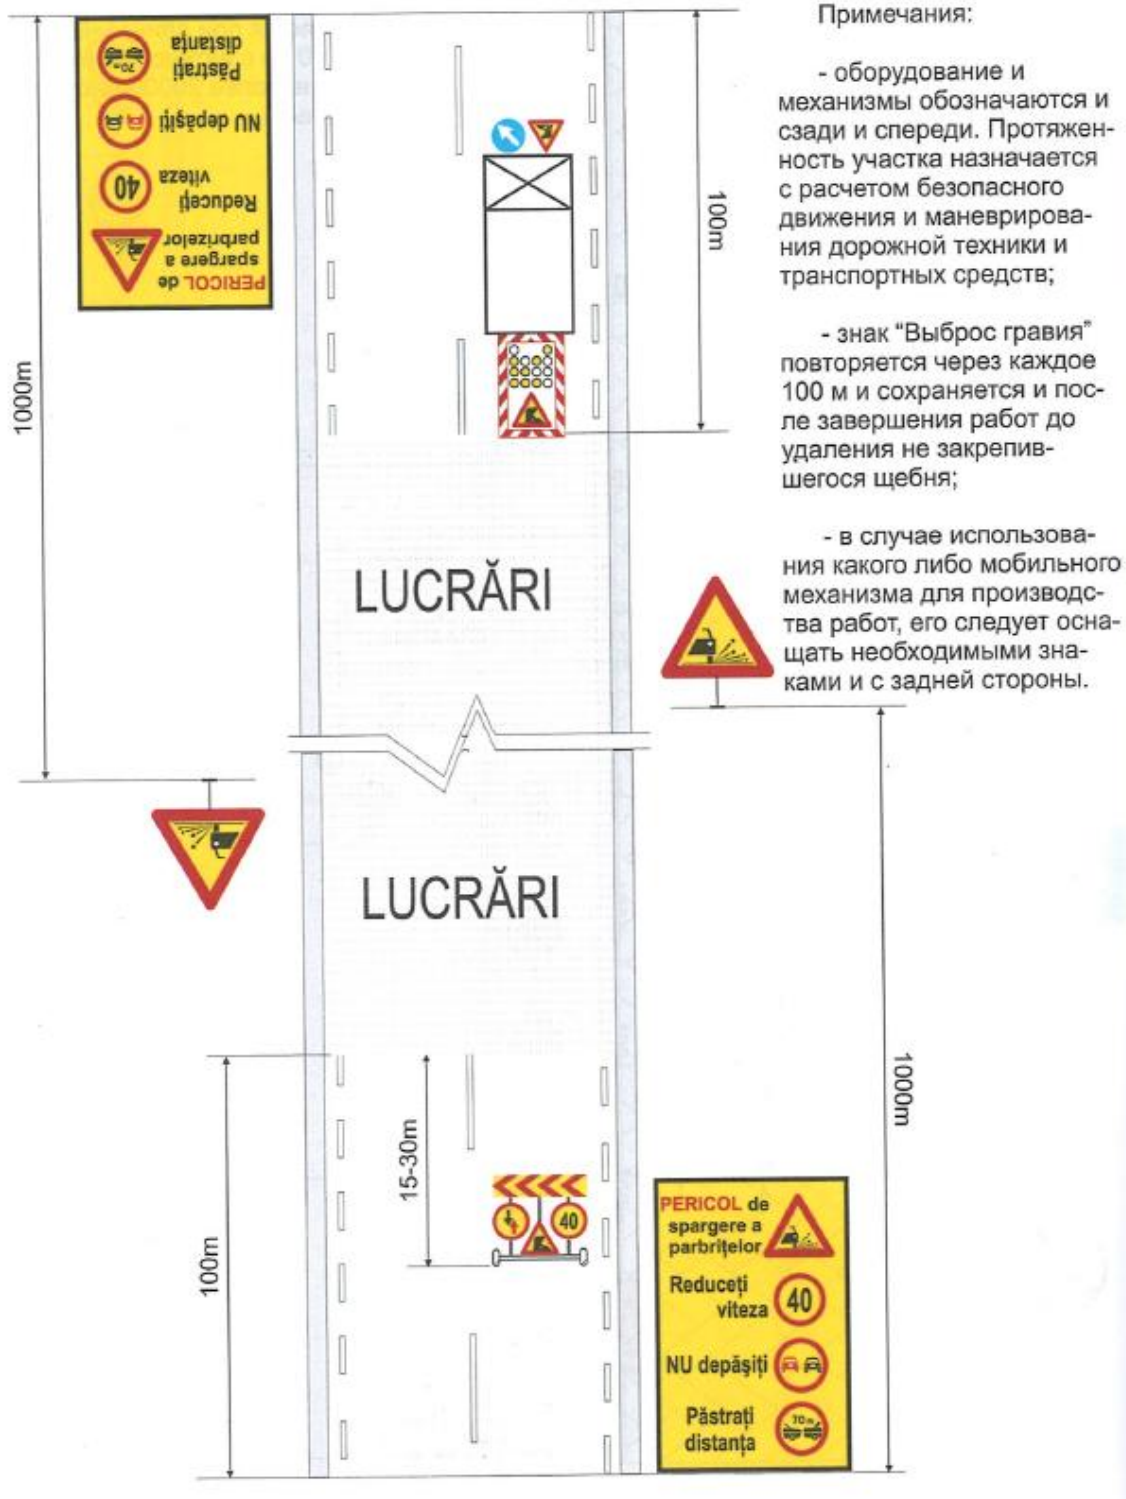 Примечания:
- оборудование и
механизмы обозначаются и
сзади и спереди. Протяжен-
ность участка назначается
с расчетом безопасного
движения и маневрирова-
ния дорожной техники и
транспортных средств;
- знак “Выброс гравия”
повторяется через каждое
100 м и сохраняется и пос-
ле завершения работ до
удаления не закрепив-
шегося щебня;
- в случае использова-
ния какого либо мобильного
механизма для производс-
тва работ, его следует осна-
щать необходимыми зна-
ками и с задней стороны.
PERICOL de
spargere a
parbrizelor
Reduceți
viteza
40
NU depășiți
Păstrați
distanța
70m
1000m
100m
LUCRĂRI
LUCRĂRI
15-30m
100m
1000m
40
PERICOL de
spargere a
parbrițelor
Reduceți
viteza
40
NU depășiți
Păstrați
distanța
70m